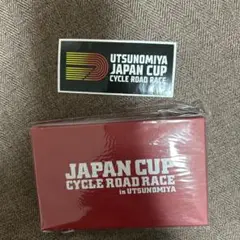 UTSUNOMIYA
JAPAN CUP
CYCLE ROAD RACE
JAPAN CUP
CYCLE ROAD RACE
in UTSUNOMIYA